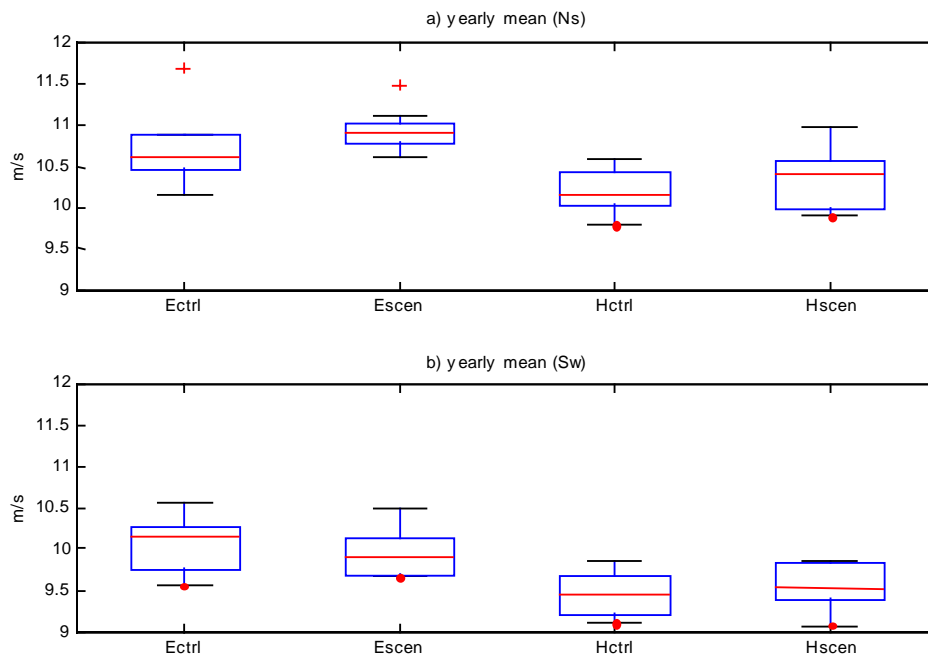 a) yearly mean (Ns)
12
11.5
11
10.5
10
9.5
9
m/s
Ectrl Escen Hctrl Hscen
b) yearly mean (Sw)
12
11.5
11
10.5
10
9.5
9
m/s
Ectrl Escen Hctrl Hscen